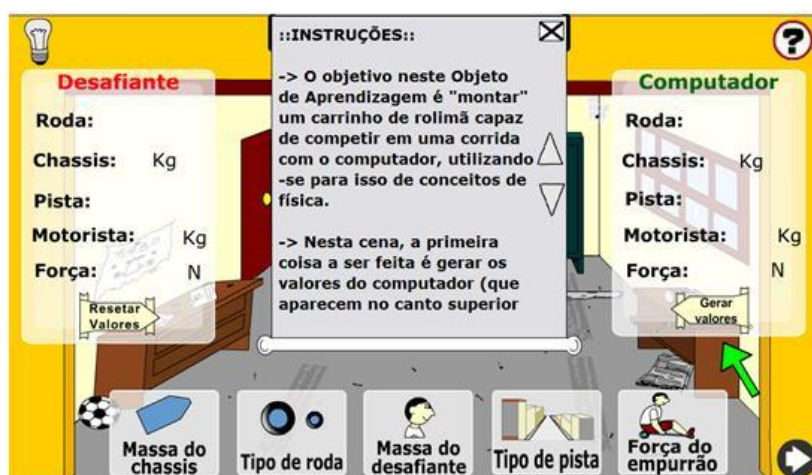 ::INSTRUÇÕES::
-> O objetivo neste Objeto
de Aprendizagem é "montar"
um carrinho de rolimã capaz
de competir em uma corrida
com o computador, utilizando
-se para isso de conceitos de
física.
-> Nesta cena, a primeira
coisa a ser feita é gerar os
valores do computador (que
aparecem no canto superior
Desafiante
Roda:
Chassis: Kg
Pista:
Motorista: Kg
Força: N
Resetar
Valores
?
Computador
Roda:
Chassis: Kg
Pista:
Motorista: Kg
Força: N
Gerar
valores
Massa do
chassis
Tipo de roda
Massa do
desafiante
Tipo de pista
Força do
empurrão